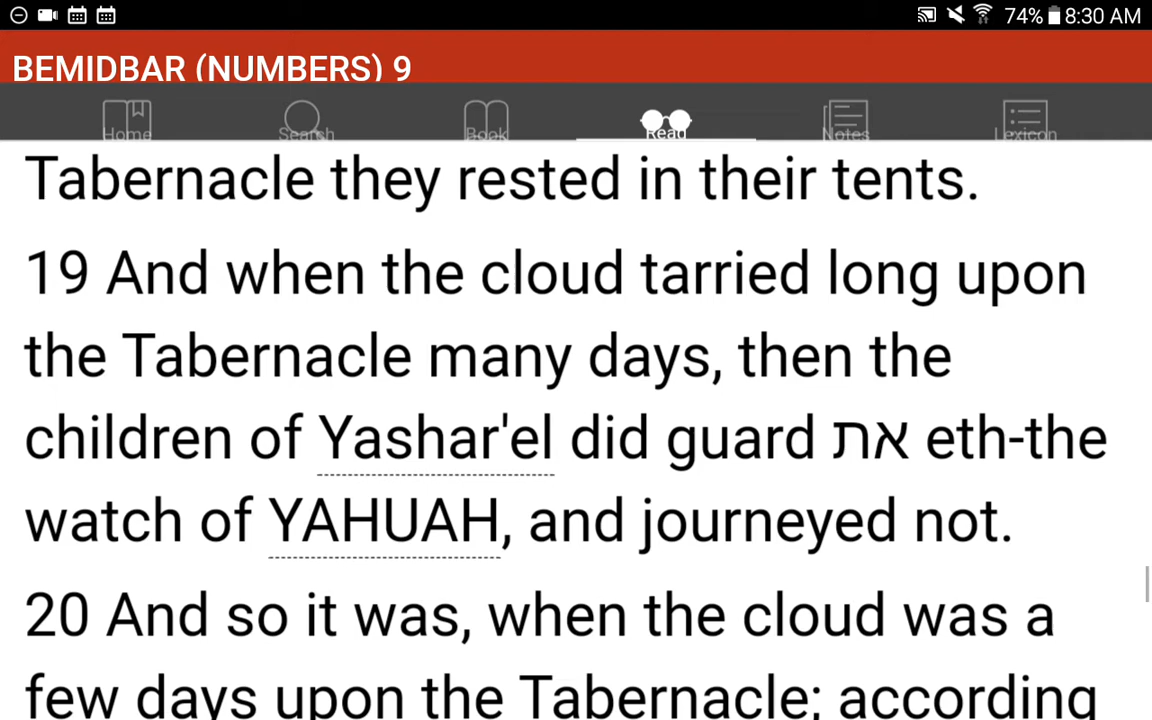 74% 8:30 AM
BEMIDBAR (NUMBERS) 9
Home Search Book Read Notes Lexicon
Tabernacle they rested in their tents.
19 And when the cloud tarried long upon
the Tabernacle many days, then the
children of Yashar'el did guard את eth-the
watch of YAHUAH, and journeyed not.
20 And so it was, when the cloud was a
few days upon the Tabernacle; according